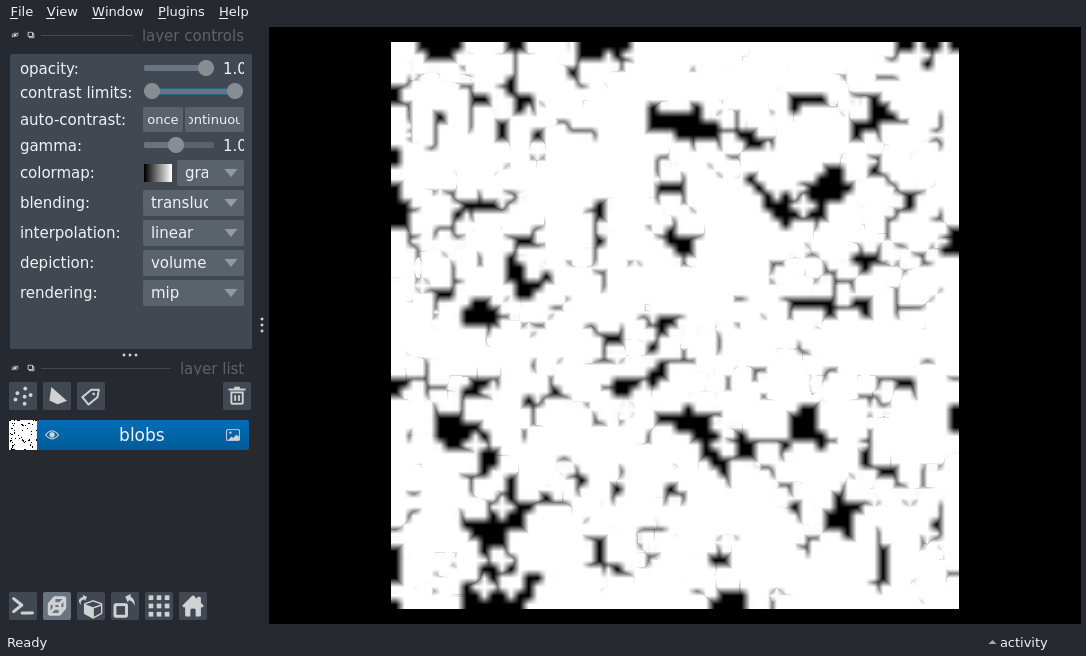 File View Window Plugins Help
layer controls
opacity: 1.0
contrast limits:
auto-contrast: once ontinuou
gamma: 1.0
colormap: gra
blending: transluc
interpolation: linear
depiction: volume
rendering: mip
layer list
blobs
Ready
activity